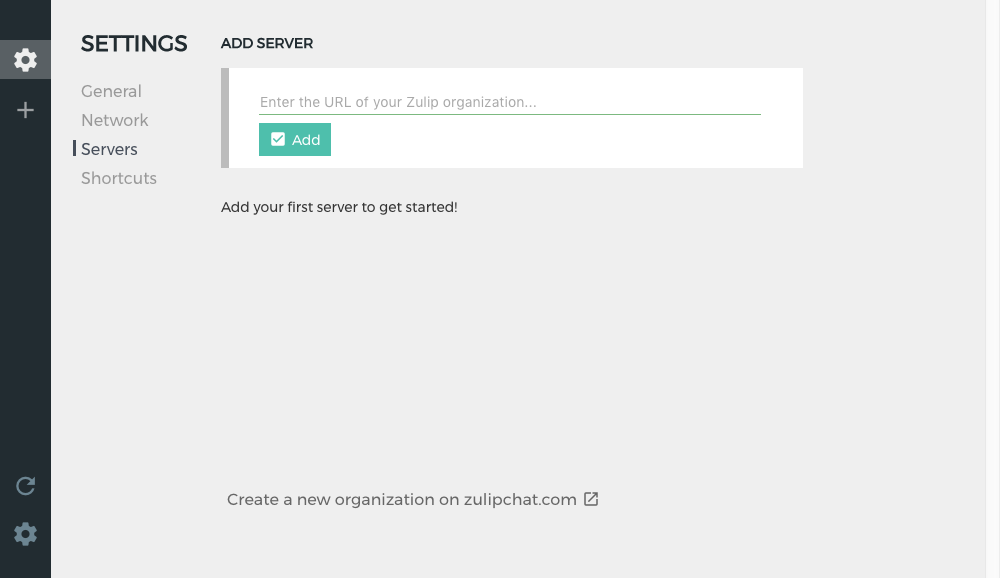 SETTINGS
General
Network
Servers
Shortcuts
ADD SERVER
Enter the URL of your Zulip organization...
Add
Add your first server to get started!
Create a new organization on zulipchat.com